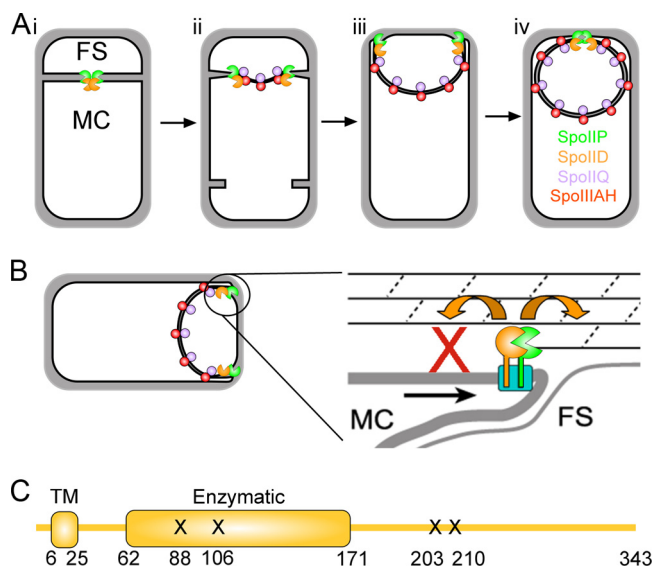 A i ii iii iv
FS
MC
SpoIIP
SpoIID
SpoIIQ
SpoIIIAH
B
X
MC FS
C
TM Enzymatic
X X X X
6 25 62 88 106 171 203 210 343